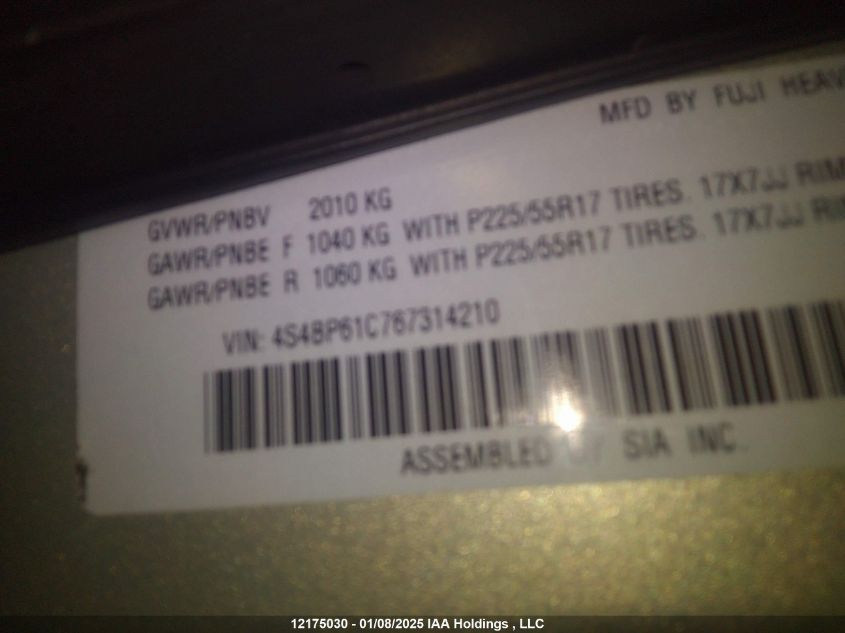 MFD BY FUJI HEAV
GVWR/PNBV 2010 KG
GAWR/PNBE F 1040 KG WITH P225/55R17 TIRES. 17X7JJ RIM
GAWR/PNBE R 1060 KG WITH P225/55R17 TIRES. 17X7JJ RIM
VIN: 4S4BP61C767314210
ASSEMBLED BY SIA INC.
12175030 - 01/08/2025 IAA Holdings , LLC